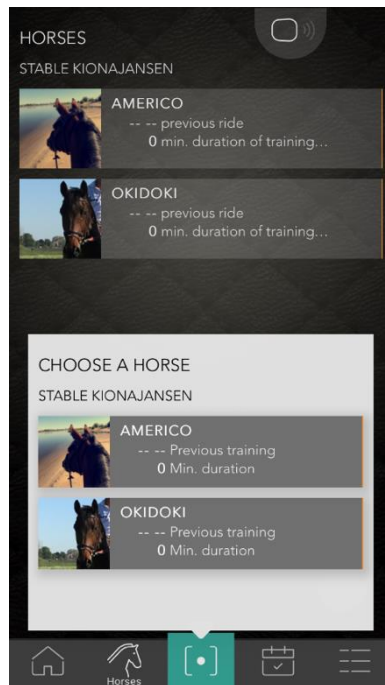 HORSES
STABLE KIONAJANSEN
AMERICO
-- -- previous ride
0 min. duration of training...
OKIDOKI
-- -- previous ride
0 min. duration of training...
CHOOSE A HORSE
STABLE KIONAJANSEN
AMERICO
-- -- Previous training
0 Min. duration
OKIDOKI
-- -- Previous training
0 Min. duration
Horses